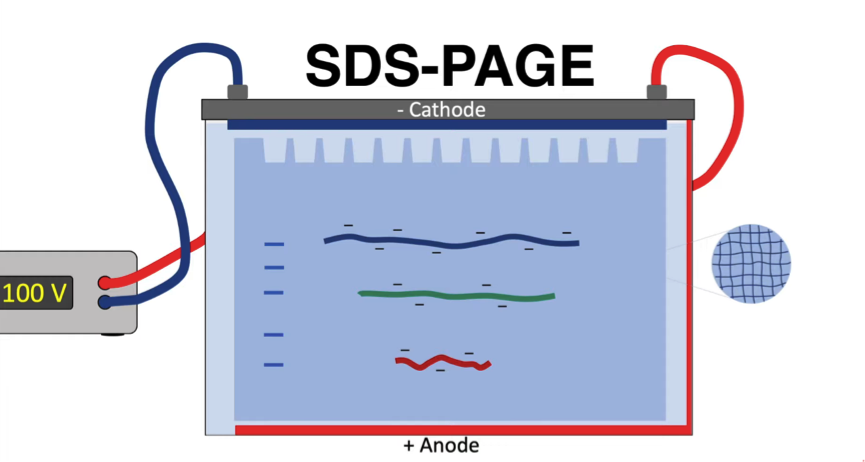 SDS-PAGE
- Cathode
100 V
+ Anode